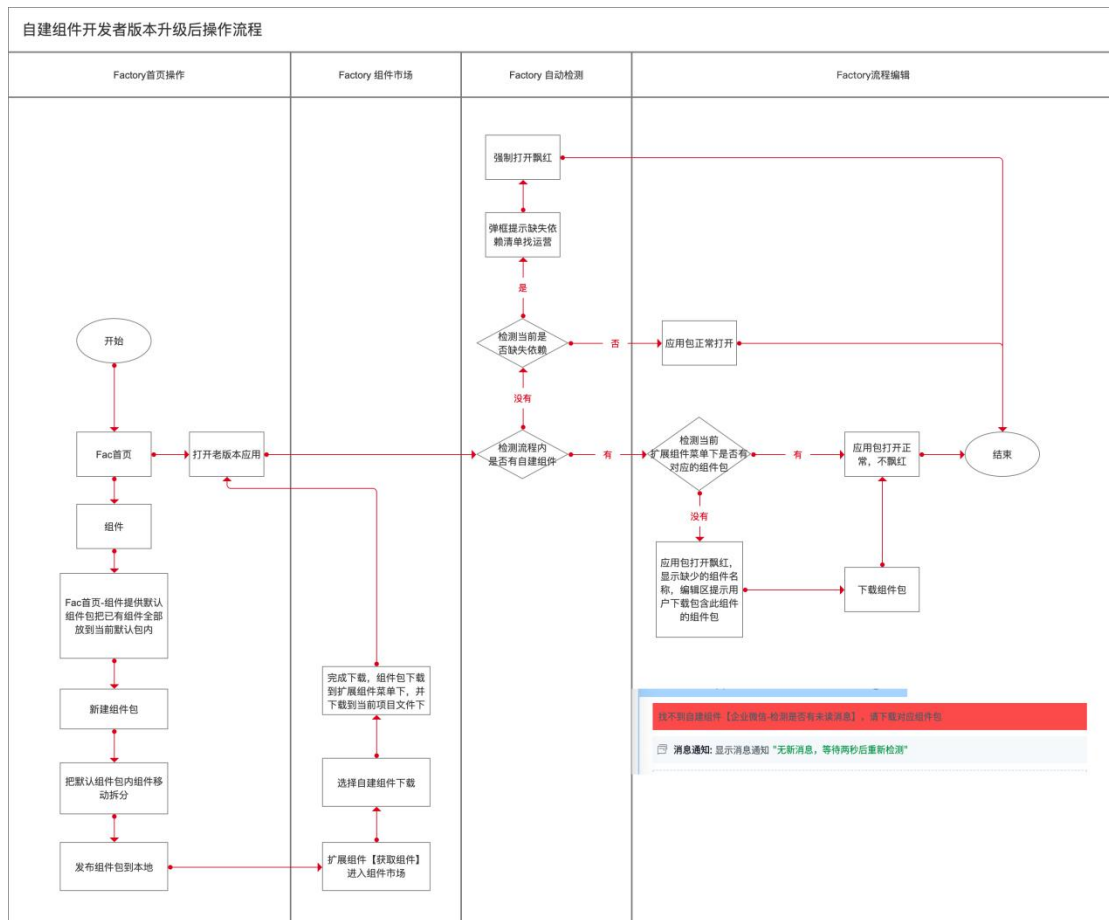 自建组件开发者版本升级后操作流程
Factory首页操作
Factory 组件市场
Factory 自动检测
Factory流程编辑
强制打开飘红
弹框提示缺失依
赖清单找运营
是
开始
检测当前是
否缺失依赖
否
应用包正常打开
没有
Fac首页
打开老版本应用
检测流程内
是否有自建组件
有
检测当前
扩展组件菜单下是否有
对应的组件包
有
应用包打开正
常，不飘红
结束
没有
组件
应用包打开飘红，
显示缺少的组件名
称，编辑区提示用
户下载包含此组件
的组件包
下载组件包
Fac首页-组件提供默认
组件包把已有组件全部
放到当前默认包内
新建组件包
完成下载，组件包下载
到扩展组件菜单下，并
下载到当前项目文件下
找不到自建组件【企业微信-检测是否有未读消息】，请下载对应组件包
消息通知: 显示消息通知 "无新消息，等待两秒后重新检测"
把默认组件包内组件移
动拆分
选择自建组件下载
发布组件包到本地
扩展组件【获取组件】
进入组件市场